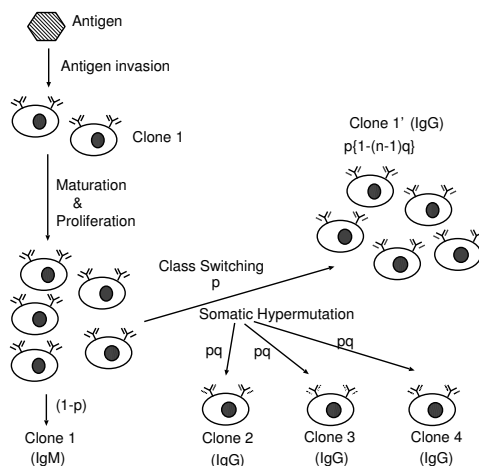 Antigen
Antigen invasion
Clone 1
Maturation
&
Proliferation
Clone 1' (IgG)
p{1-(n-1)q}
Class Switching
p
Somatic Hypermutation
pq
pq
pq
(1-p)
Clone 1
(IgM)
Clone 2
(IgG)
Clone 3
(IgG)
Clone 4
(IgG)